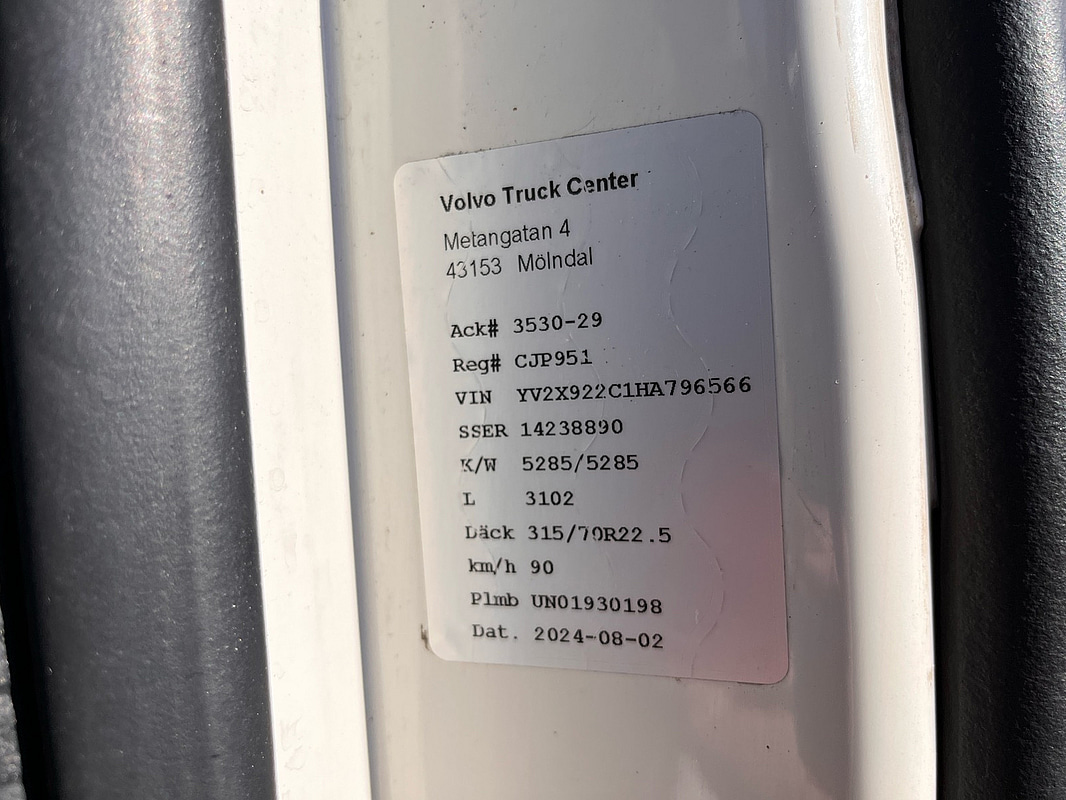 Volvo Truck Center
Metangatan 4
43153 Mölndal
Ack# 3530-29
Reg# CJP951
VIN YV2X922C1HA796566
SSER 14238890
K/W 5285/5285
L 3102
Däck 315/70R22.5
km/h 90
Plmb UN01930198
Dat. 2024-08-02